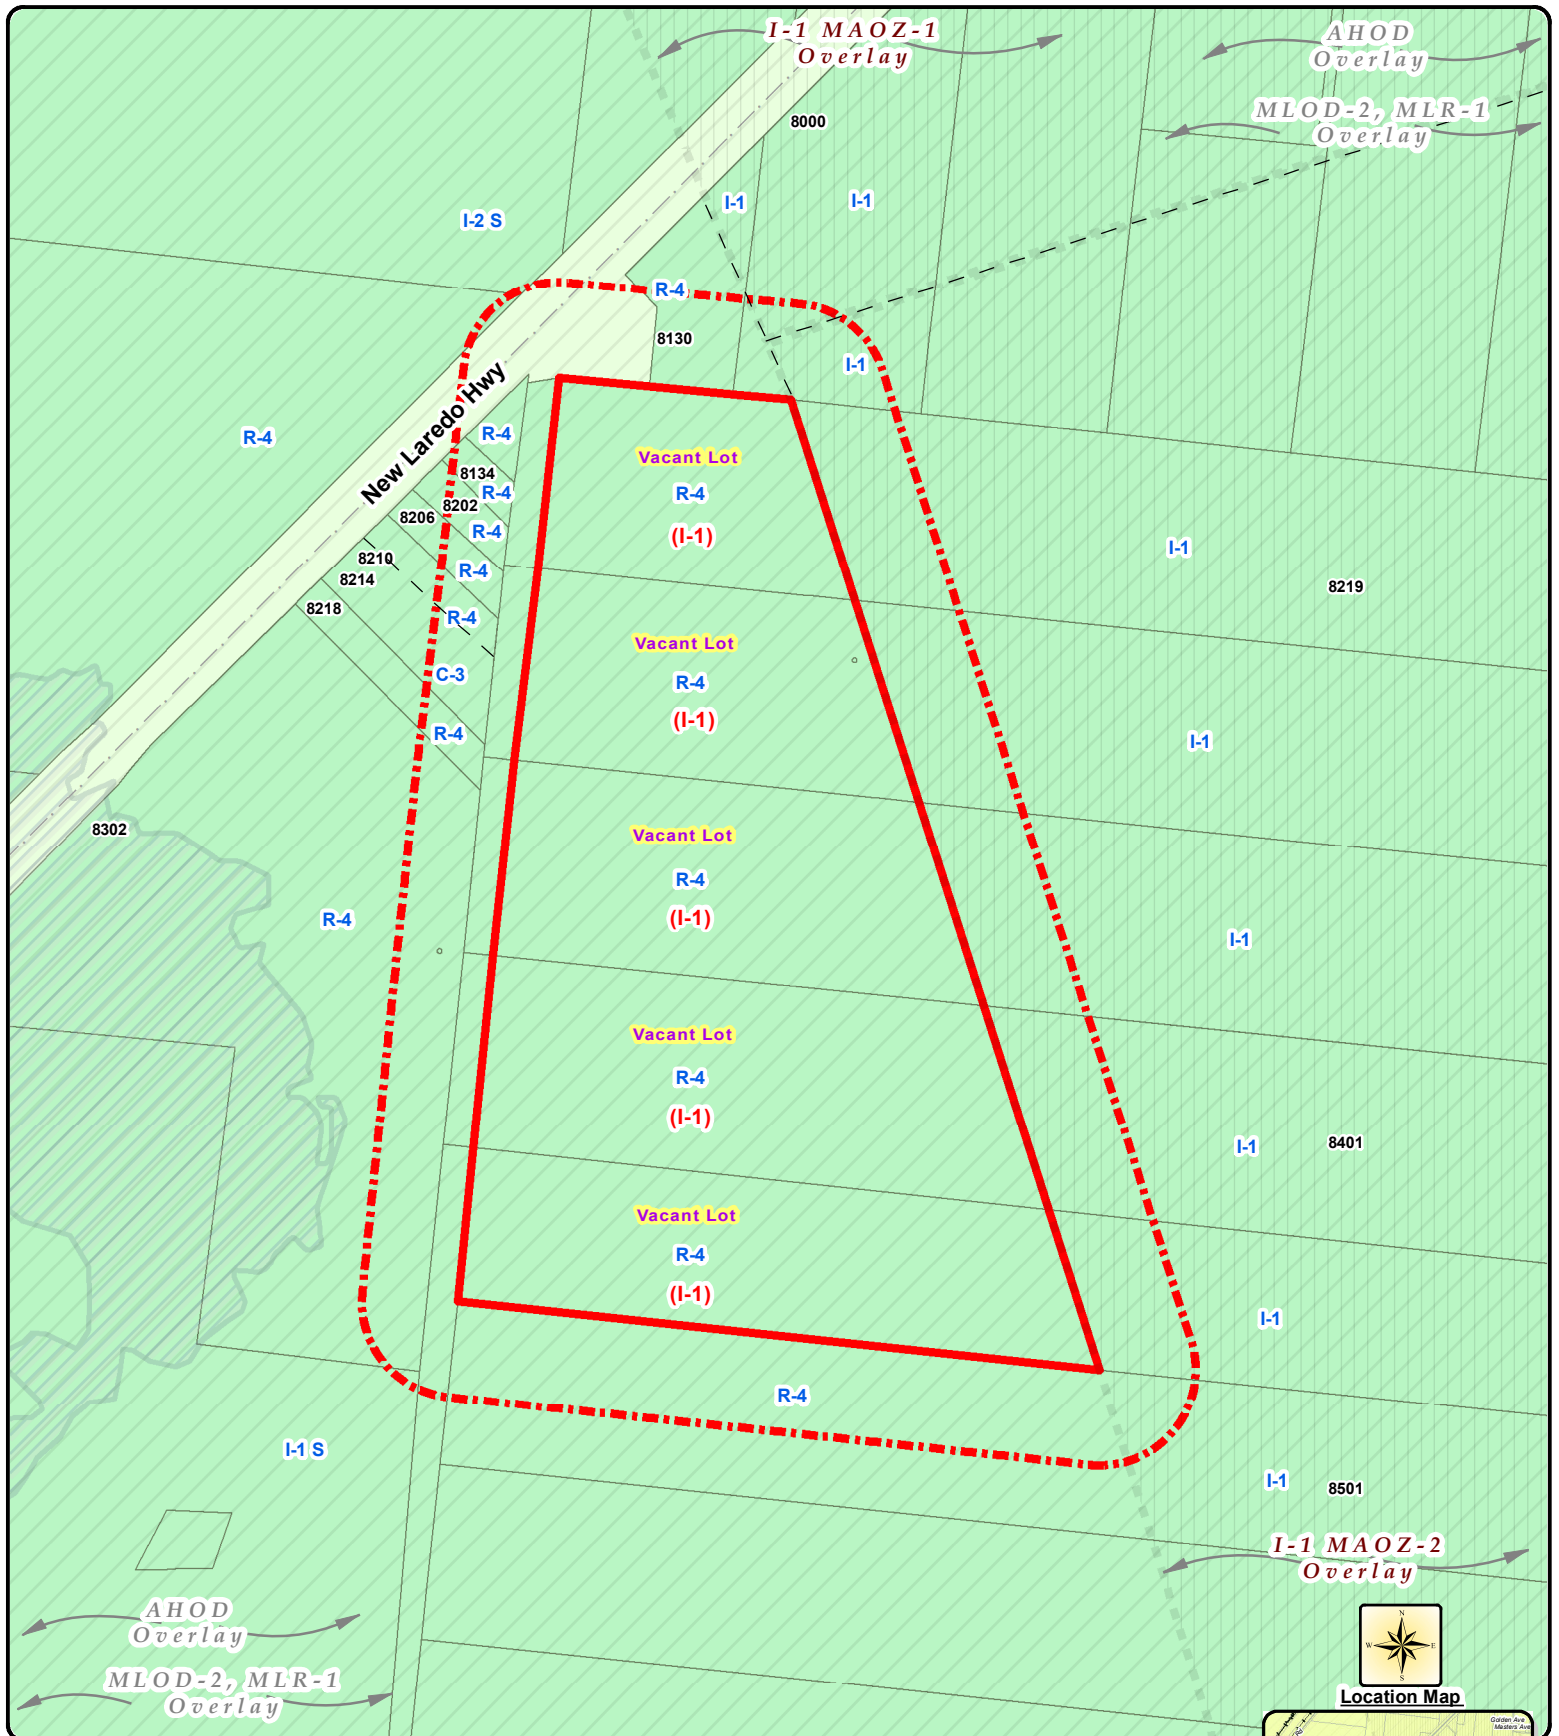 I-1 MAOZ-1
Overlay
AHOD
Overlay
MLOD-2, MLR-1
Overlay
8000
I-1
I-1
I-2 S
R-4
8130
I-1
New Laredo Hwy
R-4
R-4
8134
R-4
8202
8206
R-4
8210
R-4
8214
8218
R-4
C-3
R-4
Vacant Lot
R-4
(I-1)
I-1
8219
Vacant Lot
R-4
(I-1)
I-1
8302
Vacant Lot
R-4
(I-1)
R-4
I-1
Vacant Lot
R-4
(I-1)
I-1
8401
Vacant Lot
R-4
(I-1)
I-1
R-4
I-1 S
I-1
8501
I-1 MAOZ-2
Overlay
AHOD
Overlay
MLOD-2, MLR-1
Overlay
N
W
E
S
Location Map
Golden Ave
Masters Ave